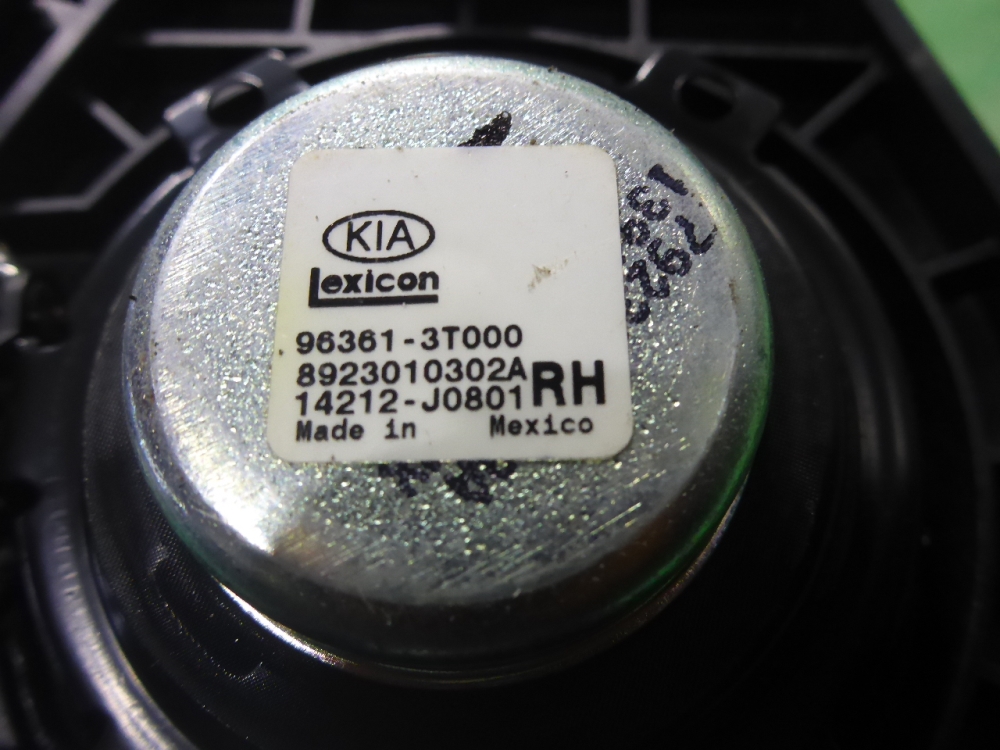 KIA
Lexicon
96361-3T000
8923010302A
14212-J0801 RH
Made in Mexico